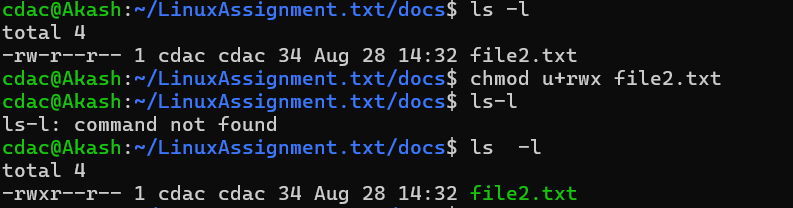 cdac@Akash:~/LinuxAssignment.txt/docs$ ls -l
total 4
-rw-r--r-- 1 cdac cdac 34 Aug 28 14:32 file2.txt
cdac@Akash:~/LinuxAssignment.txt/docs$ chmod u+rwx file2.txt
cdac@Akash:~/LinuxAssignment.txt/docs$ ls-l
ls-l: command not found
cdac@Akash:~/LinuxAssignment.txt/docs$ ls  -l
total 4
-rwxr--r-- 1 cdac cdac 34 Aug 28 14:32 file2.txt